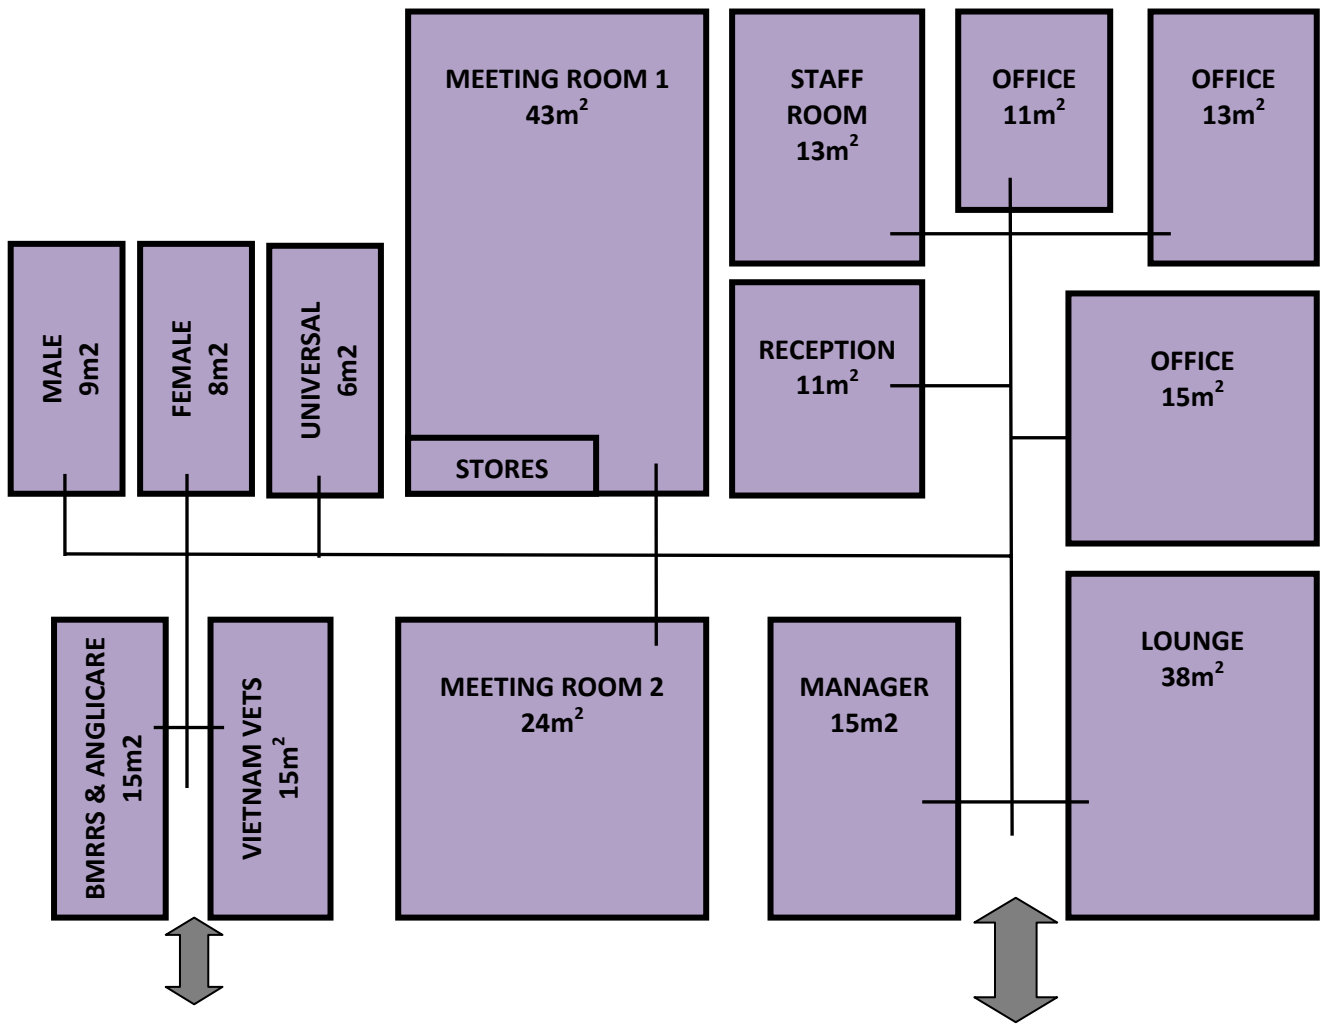 MEETING ROOM 1
43m²
STAFF
ROOM
13m²
OFFICE
11m²
OFFICE
13m²
MALE
9m2
FEMALE
8m2
UNIVERSAL
6m2
RECEPTION
11m²
OFFICE
15m²
STORES
BMRRS & ANGLICARE
15m2
VIETNAM VETS
15m²
MEETING ROOM 2
24m²
MANAGER
15m2
LOUNGE
38m²